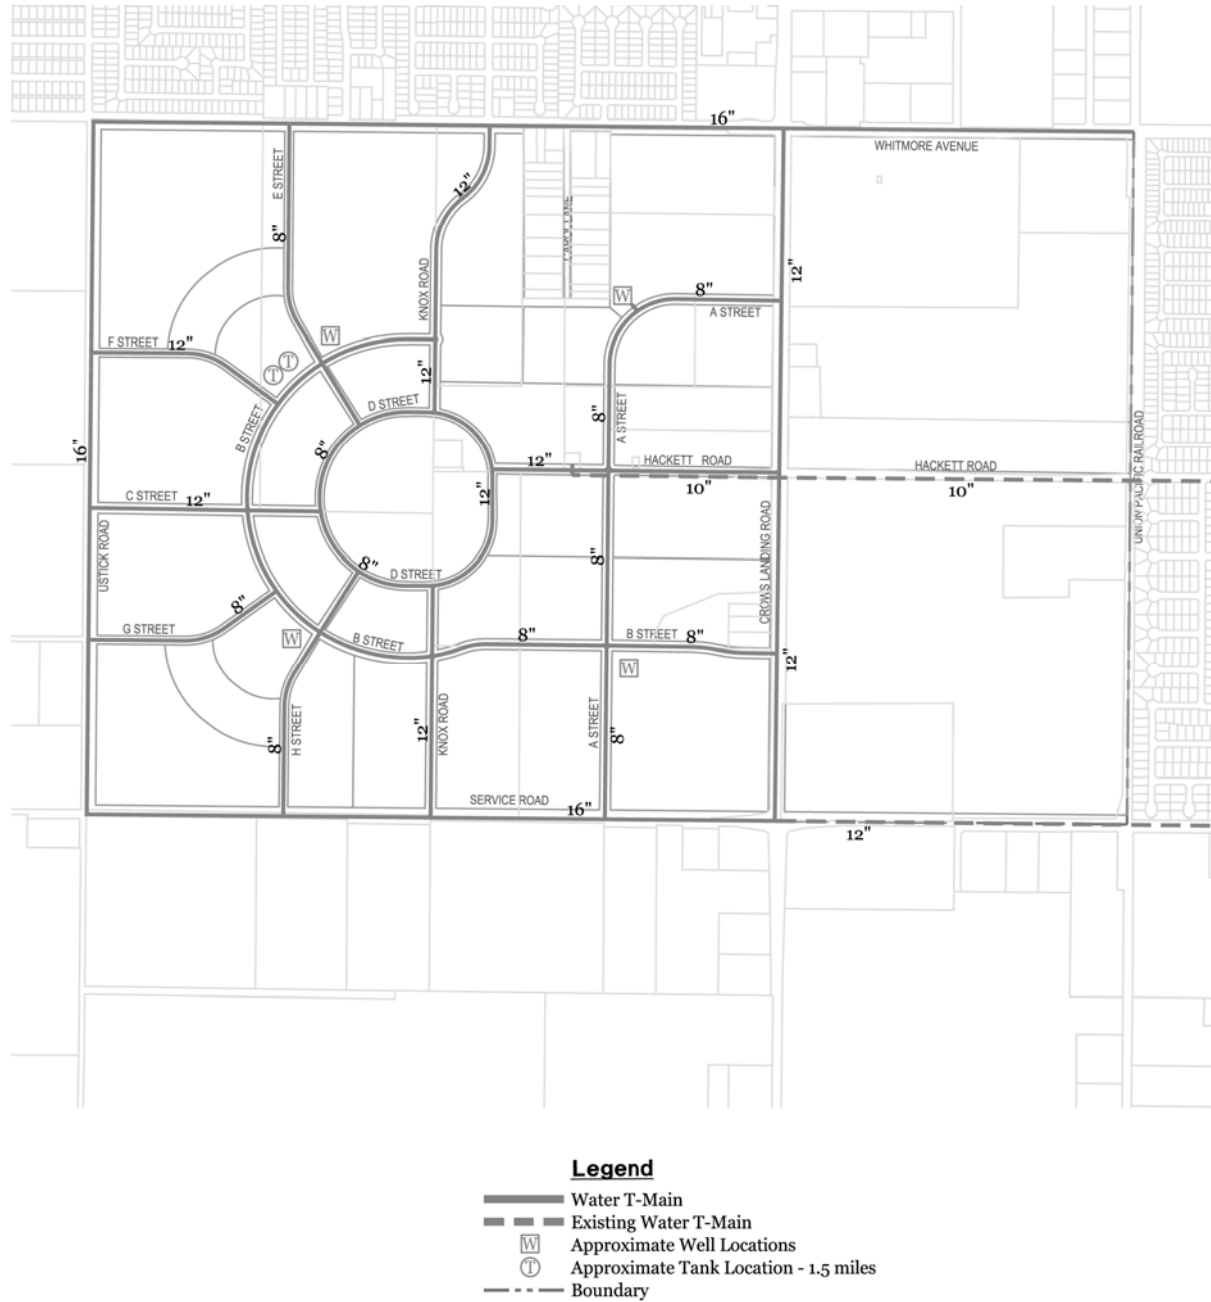 16"
WHITMORE AVENUE
E STREET
12"
8"
CAROL LANE
KNOX ROAD
12"
8"
A STREET
F STREET
12"
12"
D STREET
B STREET
8"
A STREET
8"
16"
12"
HACKETT ROAD
HACKETT ROAD
10"
10"
UNION PACIFIC RAILROAD
C STREET
12"
12"
CROWS LANDING ROAD
USTICK ROAD
8"
8"
D STREET
8"
G STREET
B STREET
8"
B STREET
8"
12"
H STREET
8"
12"
KNOX ROAD
A STREET
8"
SERVICE ROAD
16"
12"
Legend
Water T-Main
Existing Water T-Main
W Approximate Well Locations
T Approximate Tank Location - 1.5 miles
Boundary